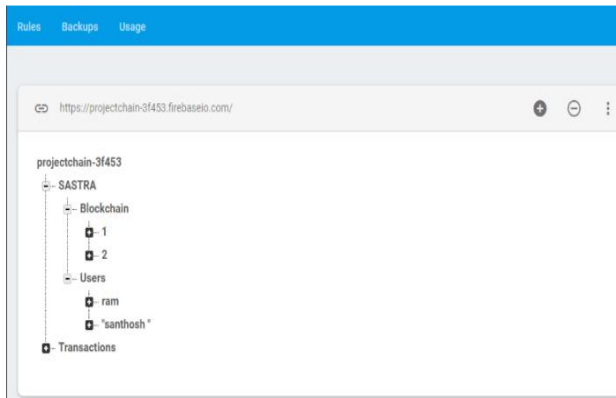 Rules Backups Usage
https://projectchain-3f453.firebaseio.com/
projectchain-3f453
SASTRA
Blockchain
1
2
Users
ram
"santhosh "
Transactions